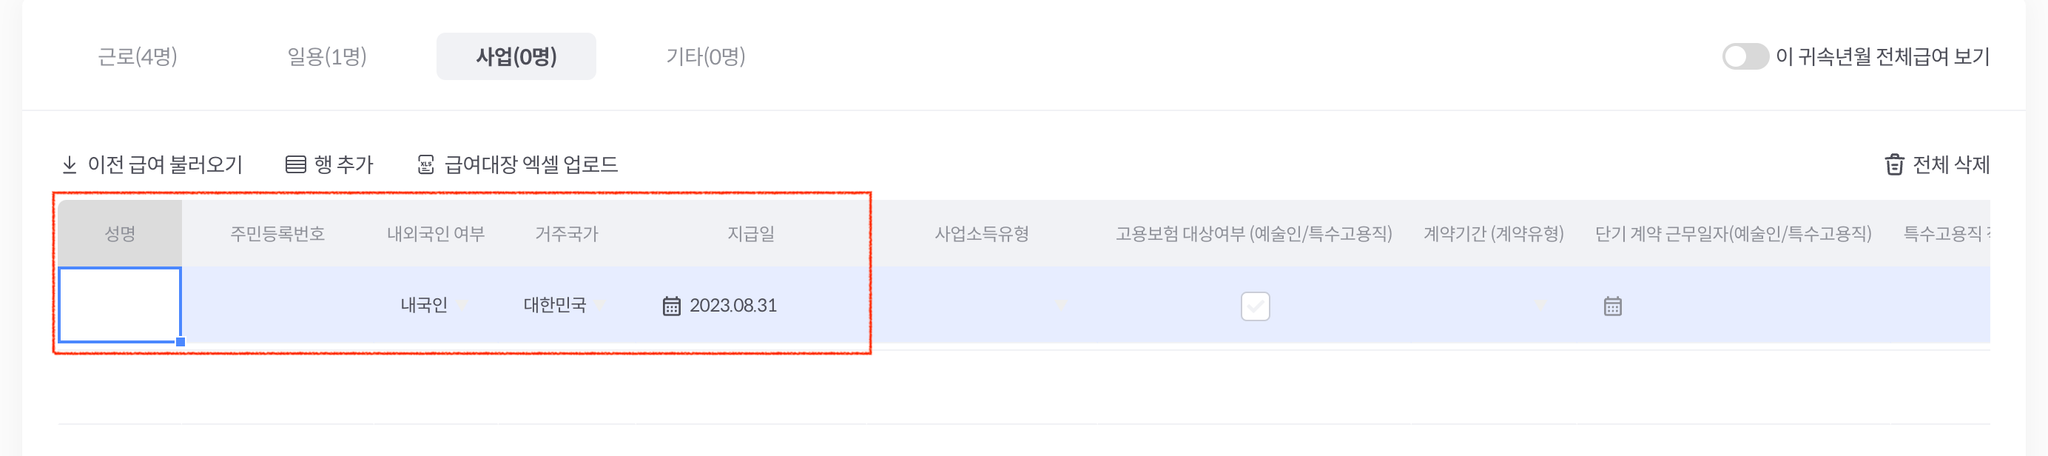 근로(4명) 일용(1명) 사업(0명) 기타(0명) 이 귀속년월 전체급여 보기
이전 급여 불러오기 행 추가 XLS 급여대장 엑셀 업로드 전체 삭제
성명 주민등록번호 내외국인 여부 거주국가 지급일 사업소득유형 고용보험 대상여부 (예술인/특수고용직) 계약기간 (계약유형) 단기 계약 근무일자(예술인/특수고용직) 특수고용직
내국인 대한민국 2023.08.31